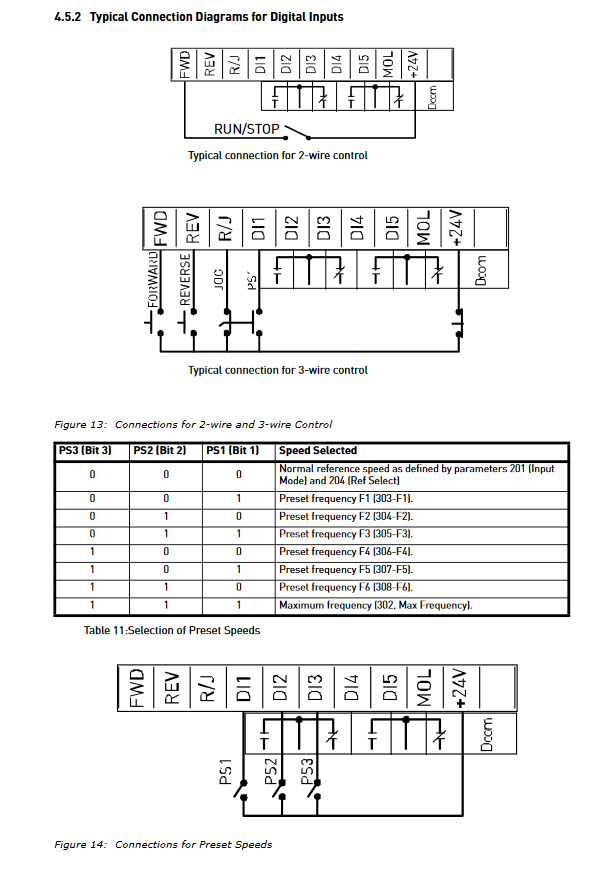 4.5.2 Typical Connection Diagrams for Digital Inputs
FWD REV R/J DI1 DI2 DI3 DI4 DI5 MOL +24V
Dcom
RUN/STOP
Typical connection for 2-wire control
FWD REV R/J DI1 DI2 DI3 DI4 DI5 MOL +24V
FORWARD REVERSE JOG PS' Dcom
Typical connection for 3-wire control
Figure 13: Connections for 2-wire and 3-wire Control
PS3 (Bit 3) PS2 (Bit 2) PS1 (Bit 1) Speed Selected
0 0 0 Normal reference speed as defined by parameters 201 (Input
Mode) and 204 (Ref Select)
0 0 1 Preset frequency F1 (303-F1).
0 1 0 Preset frequency F2 (304-F2).
0 1 1 Preset frequency F3 (305-F3).
1 0 0 Preset frequency F4 (306-F4).
1 0 1 Preset frequency F5 (307-F5).
1 1 0 Preset frequency F6 (308-F6).
1 1 1 Maximum frequency (302, Max Frequency).
Table 11:Selection of Preset Speeds
FWD REV R/J DI1 DI2 DI3 DI4 DI5 MOL +24V
Dcom
PS1 PS2 PS3
Figure 14: Connections for Preset Speeds